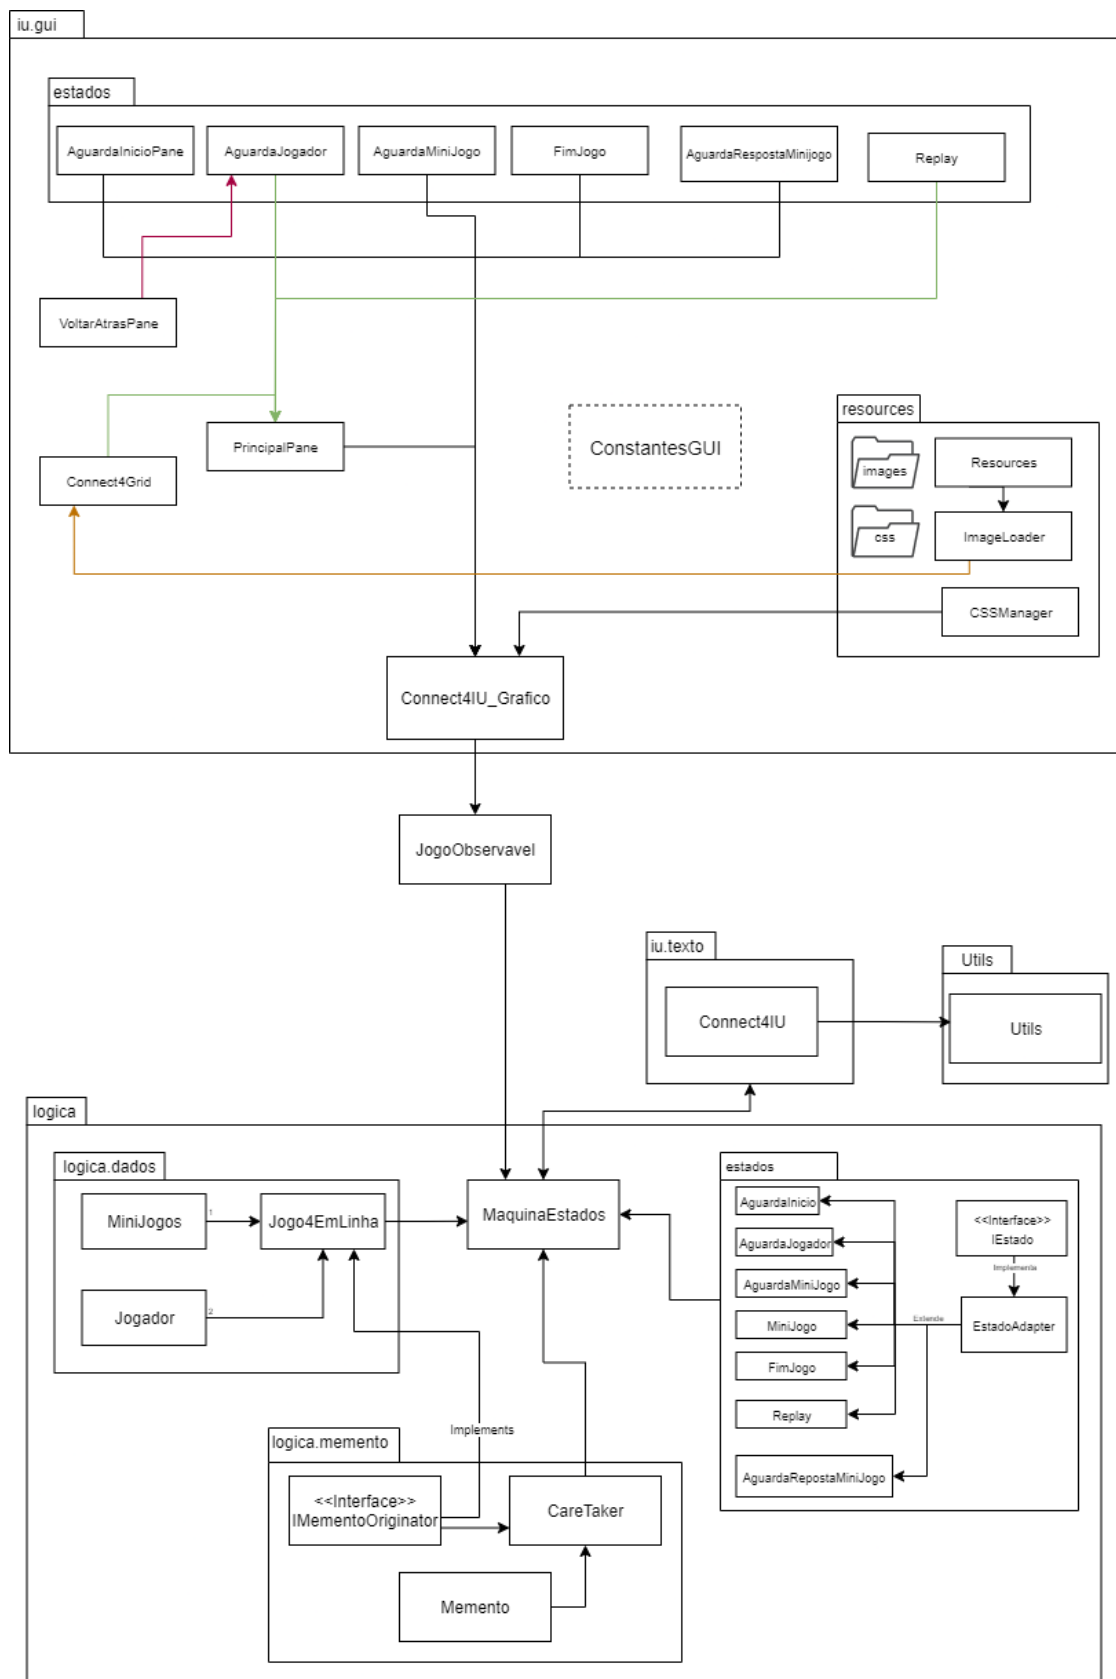 iu.gui
estados
AguardaInicioPane
AguardaJogador
AguardaMiniJogo
FimJogo
AguardaRespostaMinijogo
Replay
VoltarAtrasPane
PrincipalPane
Connect4Grid
ConstantesGUI
resources
images
Resources
css
ImageLoader
CSSManager
Connect4IU_Grafico
JogoObservavel
iu.texto
Connect4IU
Utils
Utils
logica
logica.dados
MiniJogos
1
Jogo4EmLinha
Jogador
2
MaquinaEstados
estados
AguardaInicio
AguardaJogador
AguardaMiniJogo
MiniJogo
FimJogo
Replay
AguardaRepostaMiniJogo
<<Interface>>
IEstado
Implementa
Extende
EstadoAdapter
Implements
logica.memento
<<Interface>>
IMementoOriginator
CareTaker
Memento